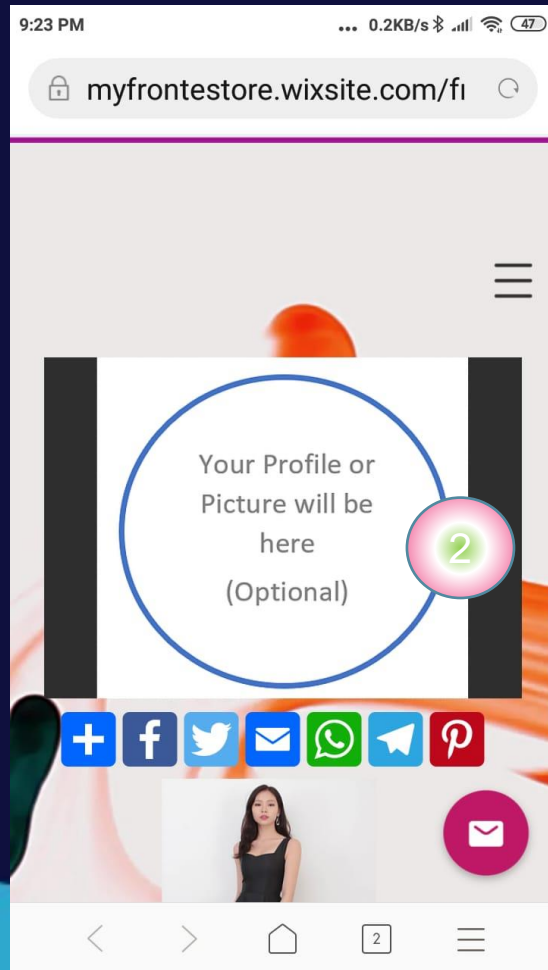 9:23 PM
... 0.2KB/s 47
myfrontestore.wixsite.com/fi
Your Profile or
Picture will be
here
(Optional)
2
2